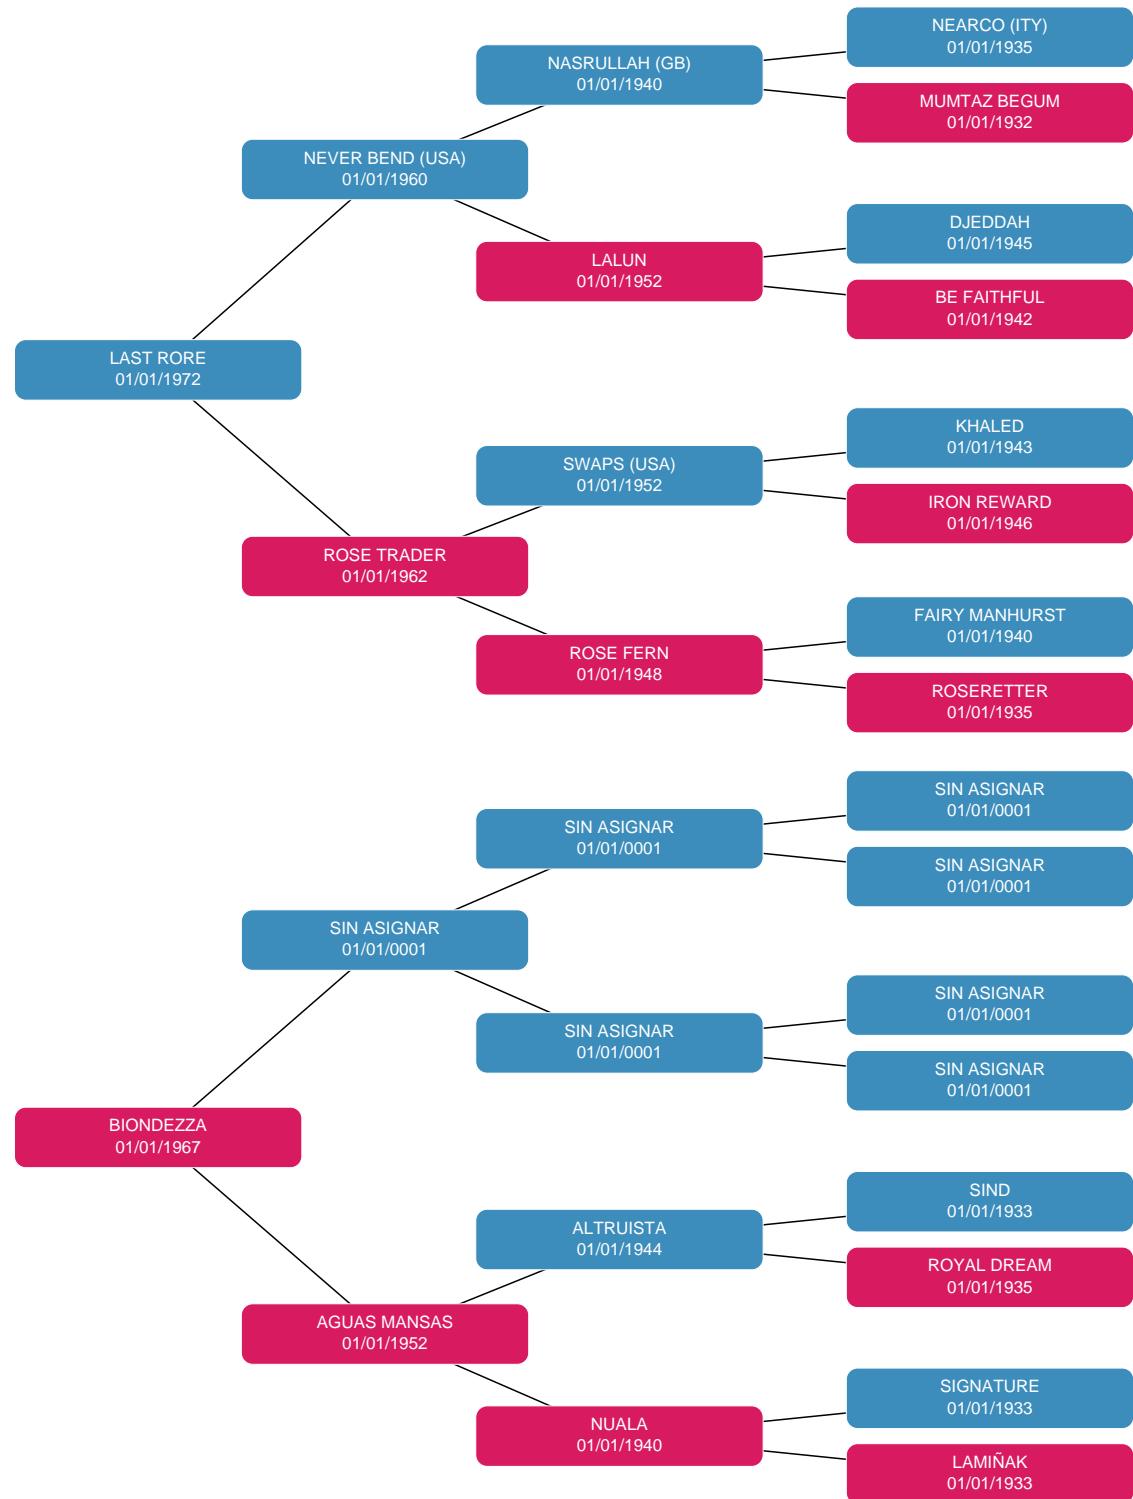 NEARCO (ITY)
01/01/1935
NASRULLAH (GB)
01/01/1940
MUMTAZ BEGUM
01/01/1932
NEVER BEND (USA)
01/01/1960
DJEDDAH
01/01/1945
LALUN
01/01/1952
BE FAITHFUL
01/01/1942
LAST RORE
01/01/1972
KHALED
01/01/1943
SWAPS (USA)
01/01/1952
IRON REWARD
01/01/1946
ROSE TRADER
01/01/1962
FAIRY MANHURST
01/01/1940
ROSE FERN
01/01/1948
ROSERETTER
01/01/1935
SIN ASIGNAR
01/01/0001
SIN ASIGNAR
01/01/0001
SIN ASIGNAR
01/01/0001
SIN ASIGNAR
01/01/0001
SIN ASIGNAR
01/01/0001
SIN ASIGNAR
01/01/0001
SIN ASIGNAR
01/01/0001
BIONDEZZA
01/01/1967
SIND
01/01/1933
ALTRUISTA
01/01/1944
ROYAL DREAM
01/01/1935
AGUAS MANSAS
01/01/1952
SIGNATURE
01/01/1933
NUALA
01/01/1940
LAMIÑAK
01/01/1933